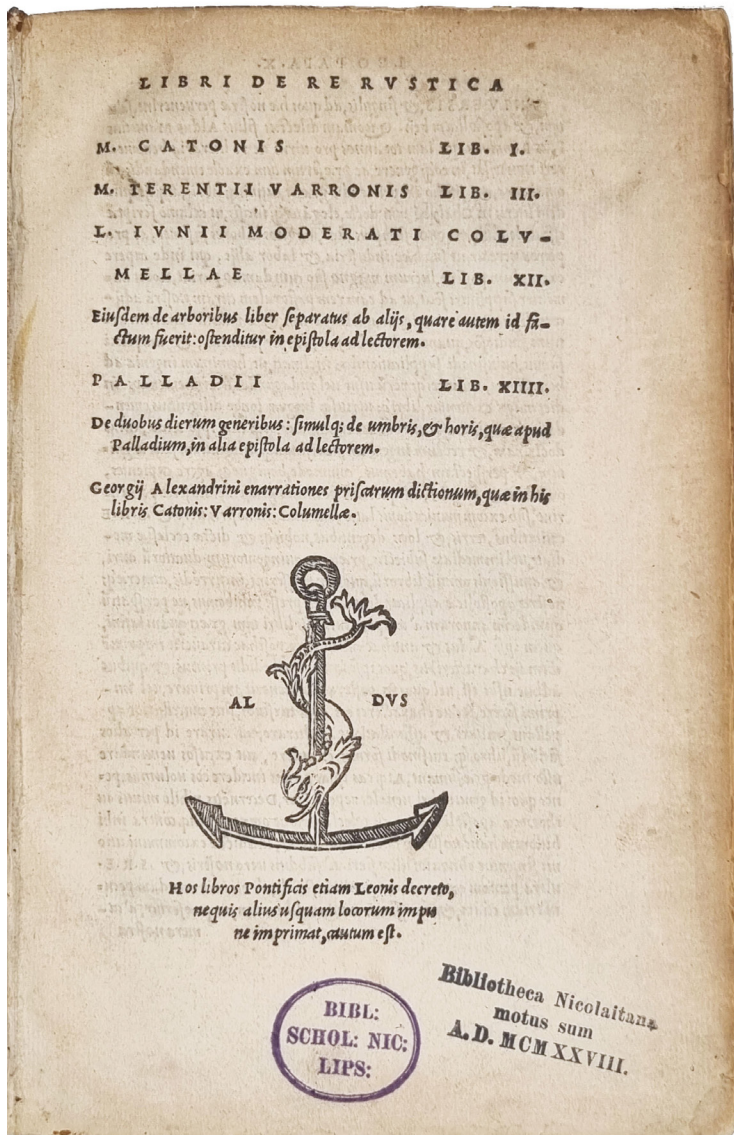 LIBRI DE RE RVSTICA
M. CATONIS LIB. I.
M. TERENTII VARRONIS LIB. III.
L. IVNII MODERATI COLV-
MELLAE LIB. XII.
Eiusdem de arboribus liber separatus ab alijs, quare autem id fa-
ctum fuerit: ostenditur in epistola ad lectorem.
PALLADII LIB. XIIII.
De duobus dierum generibus: simulq; de umbris, & horis, quæ apud
Palladium, in alia epistola ad lectorem.
Georgij Alexandrini enarrationes priscarum dictionum, quæ in his
libris Catonis: Varronis: Columellæ.
AL DVS
Hos libros Pontificis etiam Leonis decreto,
nequis alius usquam locorum impu
ne imprimat, cautum est.
BIBL:
SCHOL: NIC:
LIPS:
Bibliotheca Nicolaitana
motus sum
A.D. MCMXXVIII.